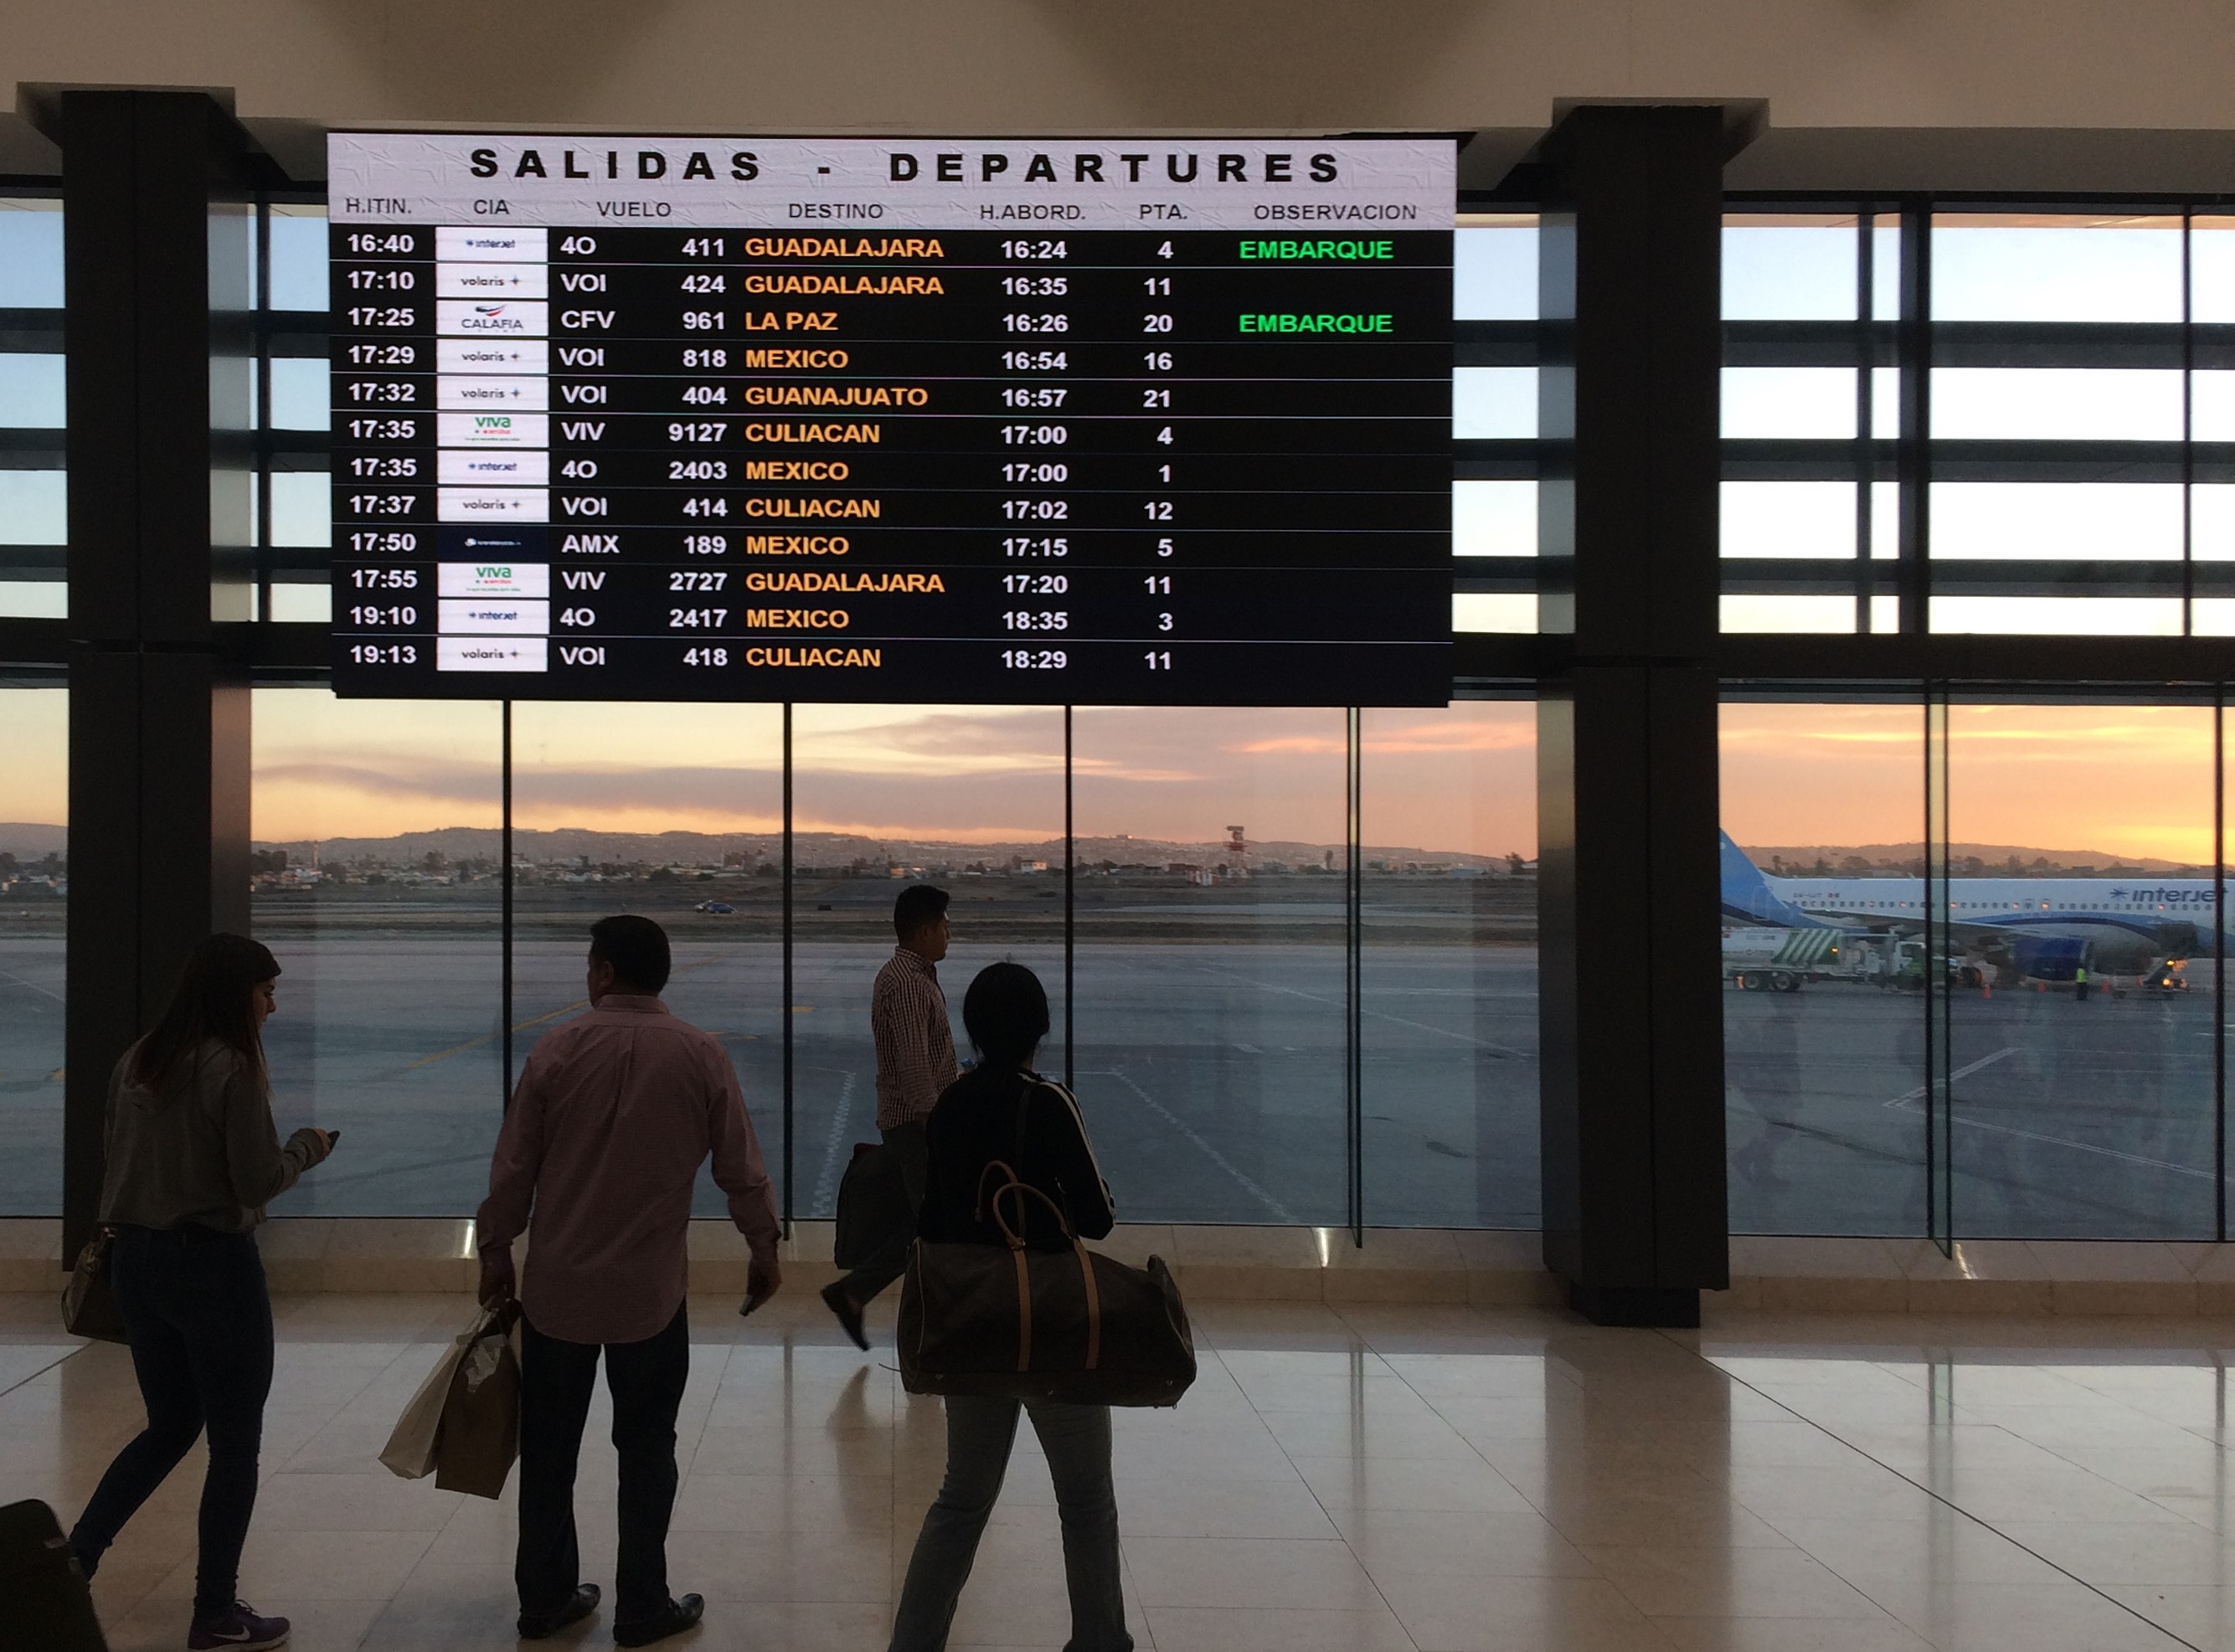 SALIDAS - DEPARTURES
H.ITIN. CIA VUELO DESTINO H.ABORD. PTA. OBSERVACION
16:40 interjet 4O 411 GUADALAJARA 16:24 4 EMBARQUE
17:10 volaris VOI 424 GUADALAJARA 16:35 11
17:25 CALAFIA CFV 961 LA PAZ 16:26 20 EMBARQUE
17:29 volaris VOI 818 MEXICO 16:54 16
17:32 volaris VOI 404 GUANAJUATO 16:57 21
17:35 viva VIV 9127 CULIACAN 17:00 4
17:35 interjet 4O 2403 MEXICO 17:00 1
17:37 volaris VOI 414 CULIACAN 17:02 12
17:50 AMX 189 MEXICO 17:15 5
17:55 viva VIV 2727 GUADALAJARA 17:20 11
19:10 interjet 4O 2417 MEXICO 18:35 3
19:13 volaris VOI 418 CULIACAN 18:29 11
interjet